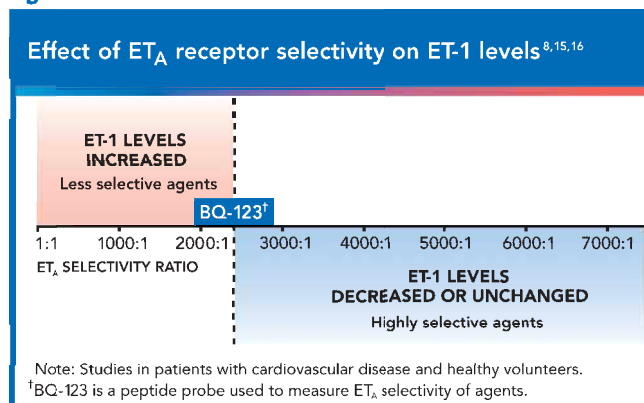 Effect of ETA receptor selectivity on ET-1 levels8,15,16
ET-1 LEVELS
INCREASED
Less selective agents
BQ-123†
1:1 1000:1 2000:1 3000:1 4000:1 5000:1 6000:1 7000:1
ETA SELECTIVITY RATIO
ET-1 LEVELS
DECREASED OR UNCHANGED
Highly selective agents
Note: Studies in patients with cardiovascular disease and healthy volunteers.
†BQ-123 is a peptide probe used to measure ETA selectivity of agents.